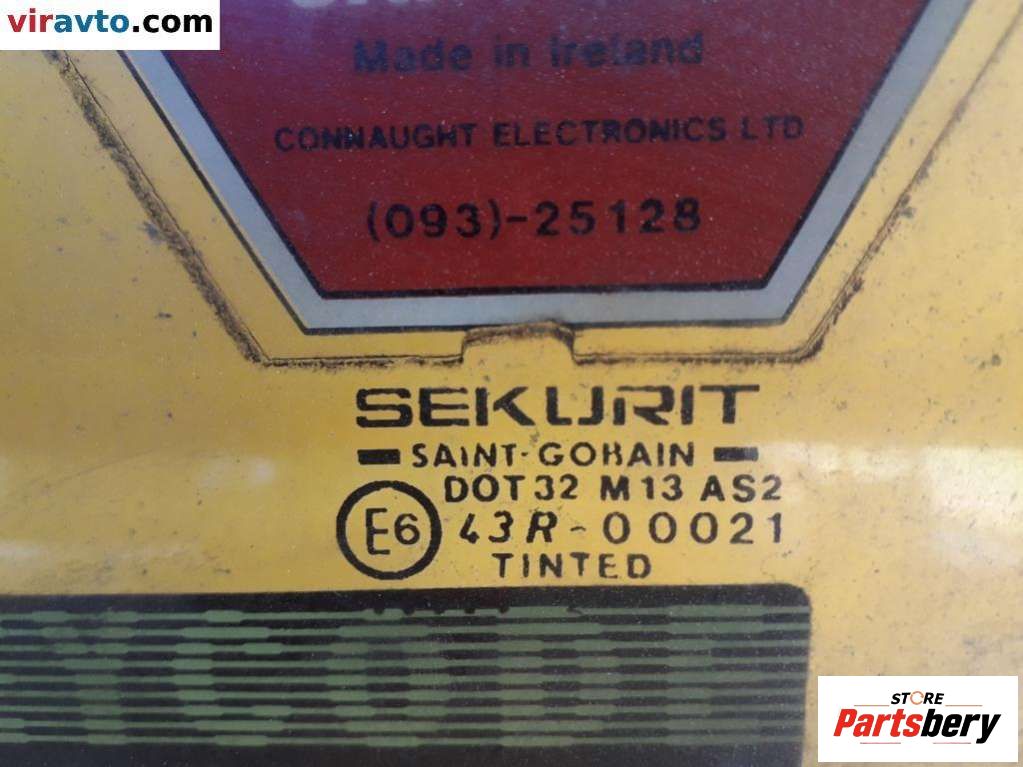 viravto.com
Made in Ireland
CONNAUGHT ELECTRONICS LTD
(093)-25128
SEKURIT
SAINT-GOBAIN
DOT 32 M 13 AS2
E6 43R-00021
TINTED
STORE
Partsbery